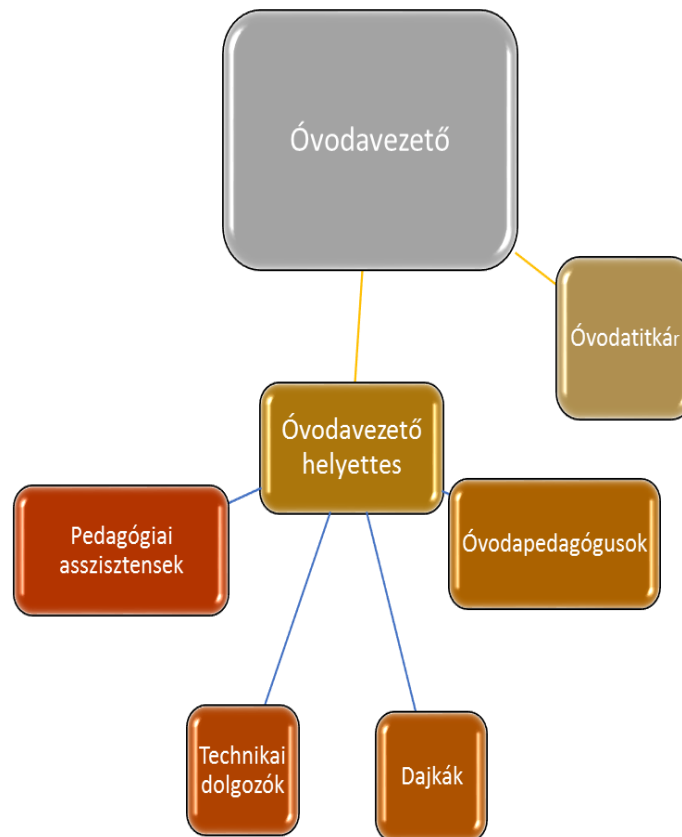 Óvodavezető
Óvodatitkár
Óvodavezető
helyettes
Pedagógiai
asszisztensek
Óvodapedagógusok
Technikai
dolgozók
Dajkák